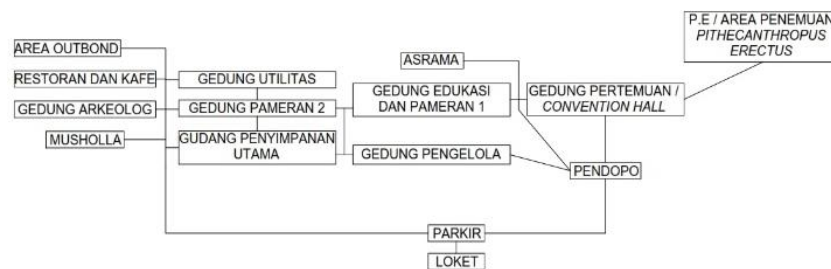 P.E / AREA PENEMUAN
PITHECANTHROPUS
ERECTUS
AREA OUTBOND
ASRAMA
RESTORAN DAN KAFE
GEDUNG UTILITAS
GEDUNG EDUKASI
DAN PAMERAN 1
GEDUNG PERTEMUAN /
CONVENTION HALL
GEDUNG ARKEOLOG
GEDUNG PAMERAN 2
MUSHOLLA
GUDANG PENYIMPANAN
UTAMA
GEDUNG PENGELOLA
PENDOPO
PARKIR
LOKET